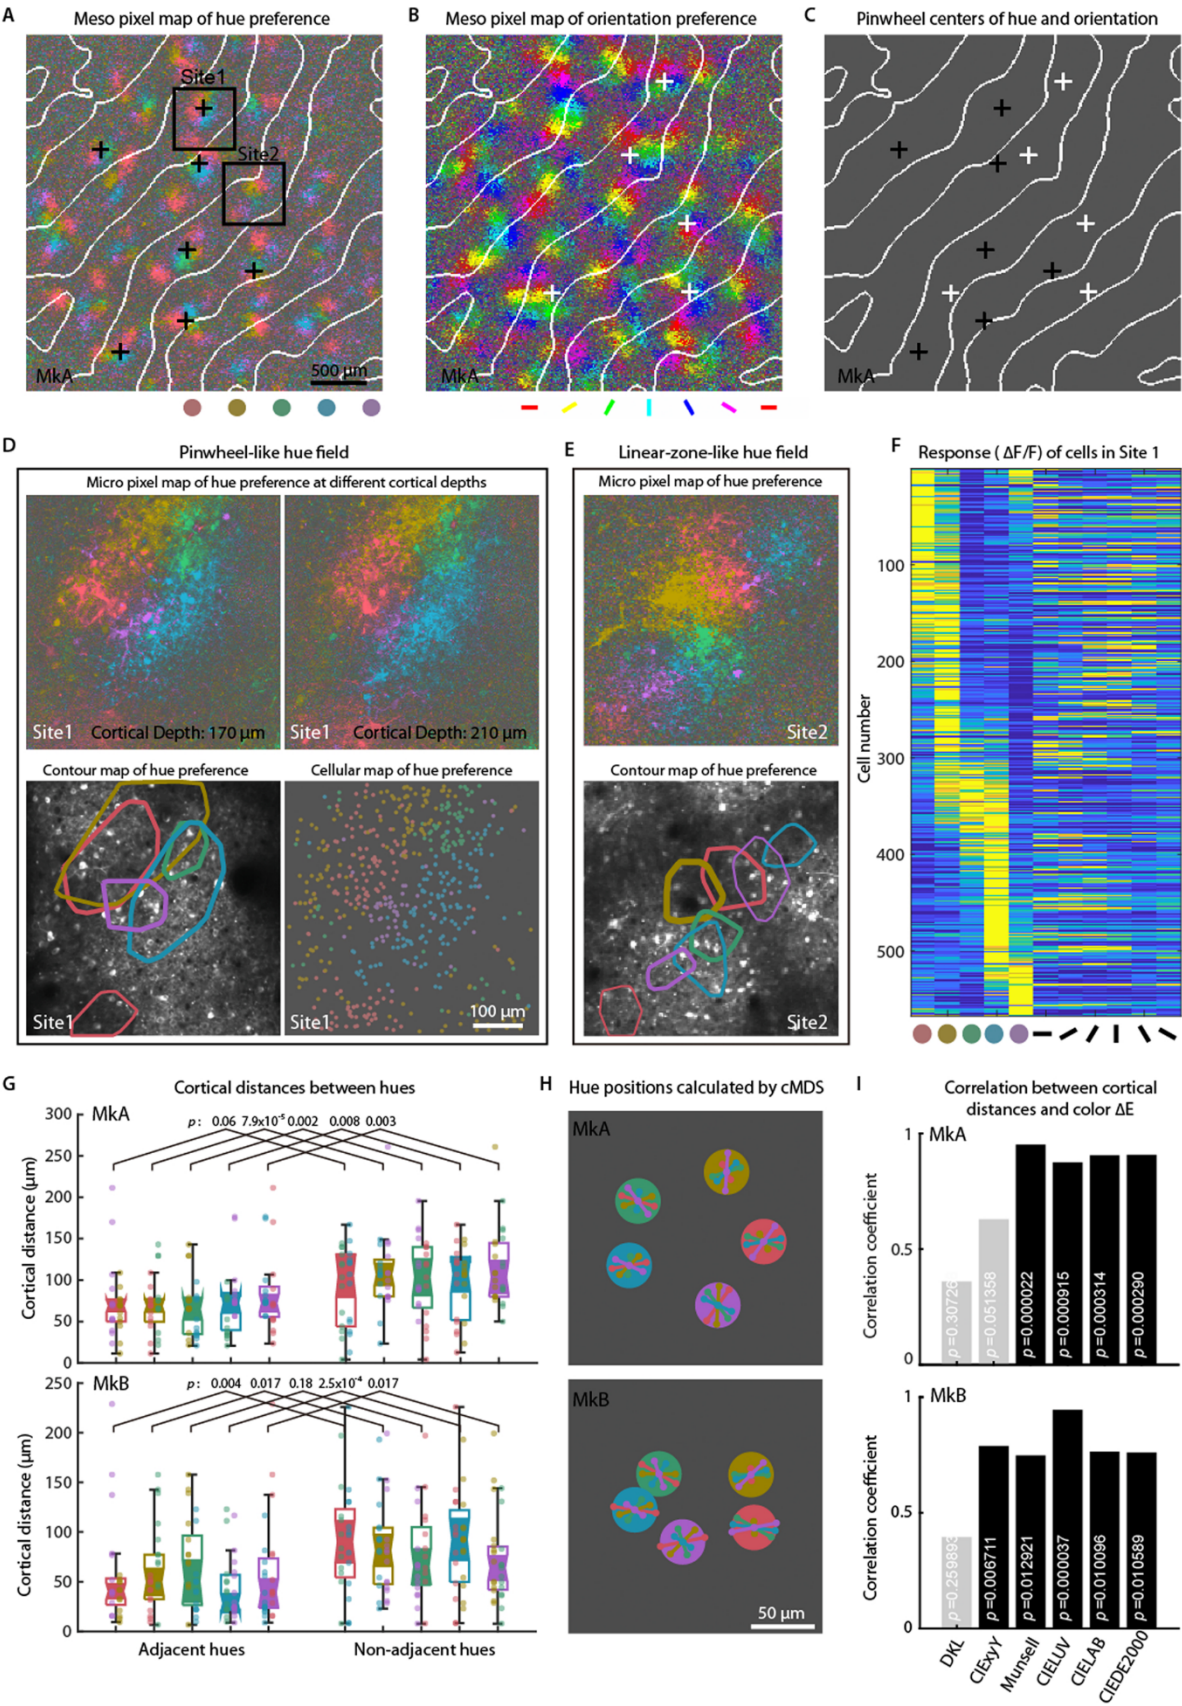 A
Meso pixel map of hue preference
Site1
Site2
MkA
500 µm
B
Meso pixel map of orientation preference
MkA
C
Pinwheel centers of hue and orientation
MkA
D
Pinwheel-like hue field
Micro pixel map of hue preference at different cortical depths
Site1
Cortical Depth: 170 µm
Site1
Cortical Depth: 210 µm
Contour map of hue preference
Cellular map of hue preference
Site1
Site1
100 µm
E
Linear-zone-like hue field
Micro pixel map of hue preference
Site2
Contour map of hue preference
Site2
F
Response ( ΔF/F) of cells in Site 1
Cell number
100
200
300
400
500
G
Cortical distances between hues
MkA
p : 0.06 7.9x10⁻⁵ 0.002 0.008 0.003
Cortical distance (µm)
300
250
200
150
100
50
0
MkB
p : 0.004 0.017 0.18 2.5x10⁻⁴ 0.017
Cortical distance (µm)
250
200
150
100
50
0
Adjacent hues
Non-adjacent hues
H
Hue positions calculated by cMDS
MkA
MkB
50 µm
I
Correlation between cortical
distances and color ΔE
MkA
Correlation coefficient
1
0.5
0
p=0.30726
p=0.051358
p=0.000022
p=0.000915
p=0.000314
p=0.000290
MkB
Correlation coefficient
1
0.5
0
p=0.259893
p=0.006711
p=0.012921
p=0.000037
p=0.010096
p=0.010589
DKL
CIExyY
Munsell
CIELUV
CIELAB
CIEDE2000